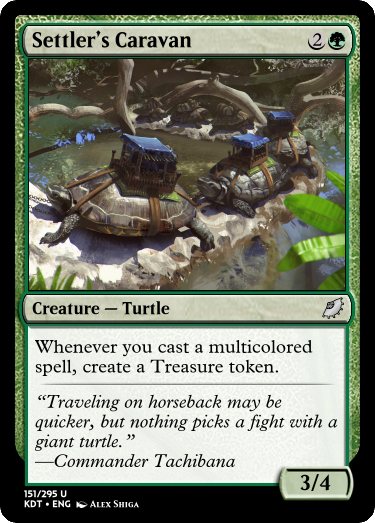 Settler's Caravan 2
Creature — Turtle
Whenever you cast a multicolored
spell, create a Treasure token.
"Traveling on horseback may be
quicker, but nothing picks a fight with a
giant turtle."
—Commander Tachibana
3/4
151/295 U
KDT • ENG Alex Shiga